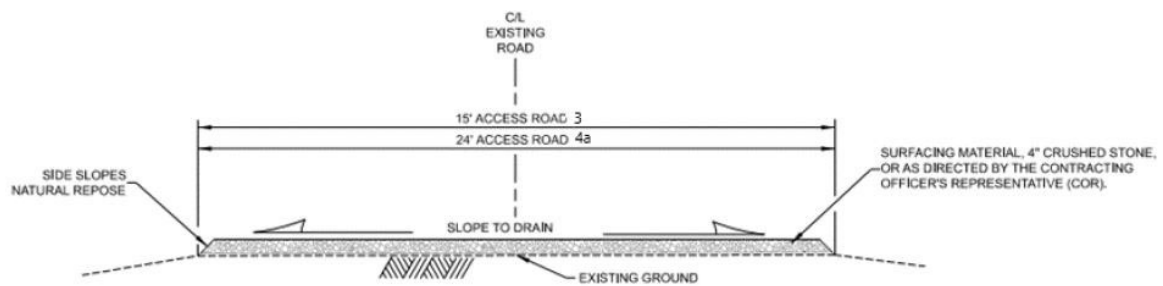 C/L
EXISTING
ROAD
15' ACCESS ROAD 3
24' ACCESS ROAD 4a
SIDE SLOPES
NATURAL REPOSE
SURFACING MATERIAL, 4" CRUSHED STONE,
OR AS DIRECTED BY THE CONTRACTING
OFFICER'S REPRESENTATIVE (COR).
SLOPE TO DRAIN
EXISTING GROUND